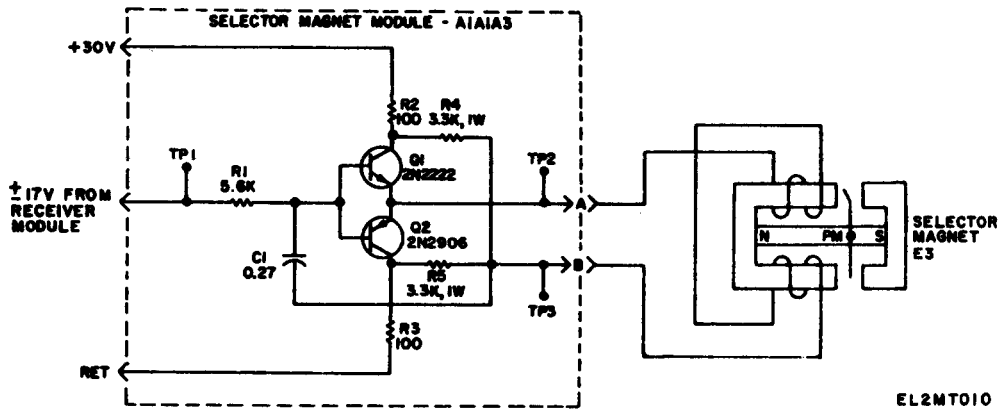 SELECTOR MAGNET MODULE - A1A1A3
+30V
R2
100
R4
3.3K, 1W
TP1
R1
5.6K
Q1
2N2222
TP2
± 17V FROM
RECEIVER
MODULE
A
Q2
2N2906
C1
0.27
R5
3.3K, 1W
B
TP3
N
PM
S
SELECTOR
MAGNET
E3
R3
100
RET
EL2MT010